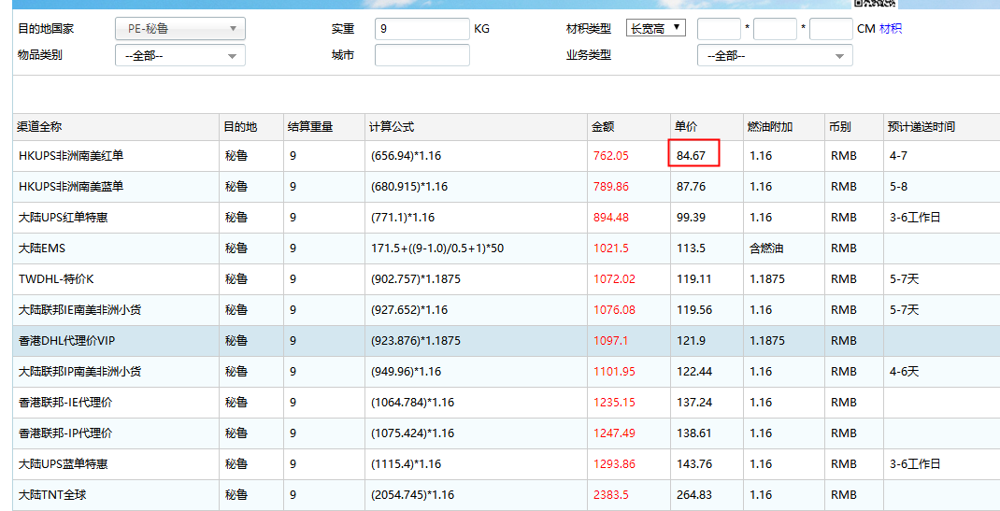 目的地国家 PE-秘鲁 实重 9 KG 材积类型 长宽高 * * CM 材积
物品类别 --全部-- 城市 业务类型 --全部--
渠道全称 目的地 结算重量 计算公式 金额 单价 燃油附加 币别 预计递送时间
HKUPS非洲南美红单 秘鲁 9 (656.94)*1.16 762.05 84.67 1.16 RMB 4-7
HKUPS非洲南美蓝单 秘鲁 9 (680.915)*1.16 789.86 87.76 1.16 RMB 5-8
大陆UPS红单特惠 秘鲁 9 (771.1)*1.16 894.48 99.39 1.16 RMB 3-6工作日
大陆EMS 秘鲁 9 171.5+((9-1.0)/0.5+1)*50 1021.5 113.5 含燃油 RMB
TWDHL-特价K 秘鲁 9 (902.757)*1.1875 1072.02 119.11 1.1875 RMB 5-7天
大陆联邦IE南美非洲小货 秘鲁 9 (927.652)*1.16 1076.08 119.56 1.16 RMB 5-7天
香港DHL代理价VIP 秘鲁 9 (923.876)*1.1875 1097.1 121.9 1.1875 RMB
大陆联邦IP南美非洲小货 秘鲁 9 (949.96)*1.16 1101.95 122.44 1.16 RMB 4-6天
香港联邦-IE代理价 秘鲁 9 (1064.784)*1.16 1235.15 137.24 1.16 RMB
香港联邦-IP代理价 秘鲁 9 (1075.424)*1.16 1247.49 138.61 1.16 RMB
大陆UPS蓝单特惠 秘鲁 9 (1115.4)*1.16 1293.86 143.76 1.16 RMB 3-6工作日
大陆TNT全球 秘鲁 9 (2054.745)*1.16 2383.5 264.83 1.16 RMB